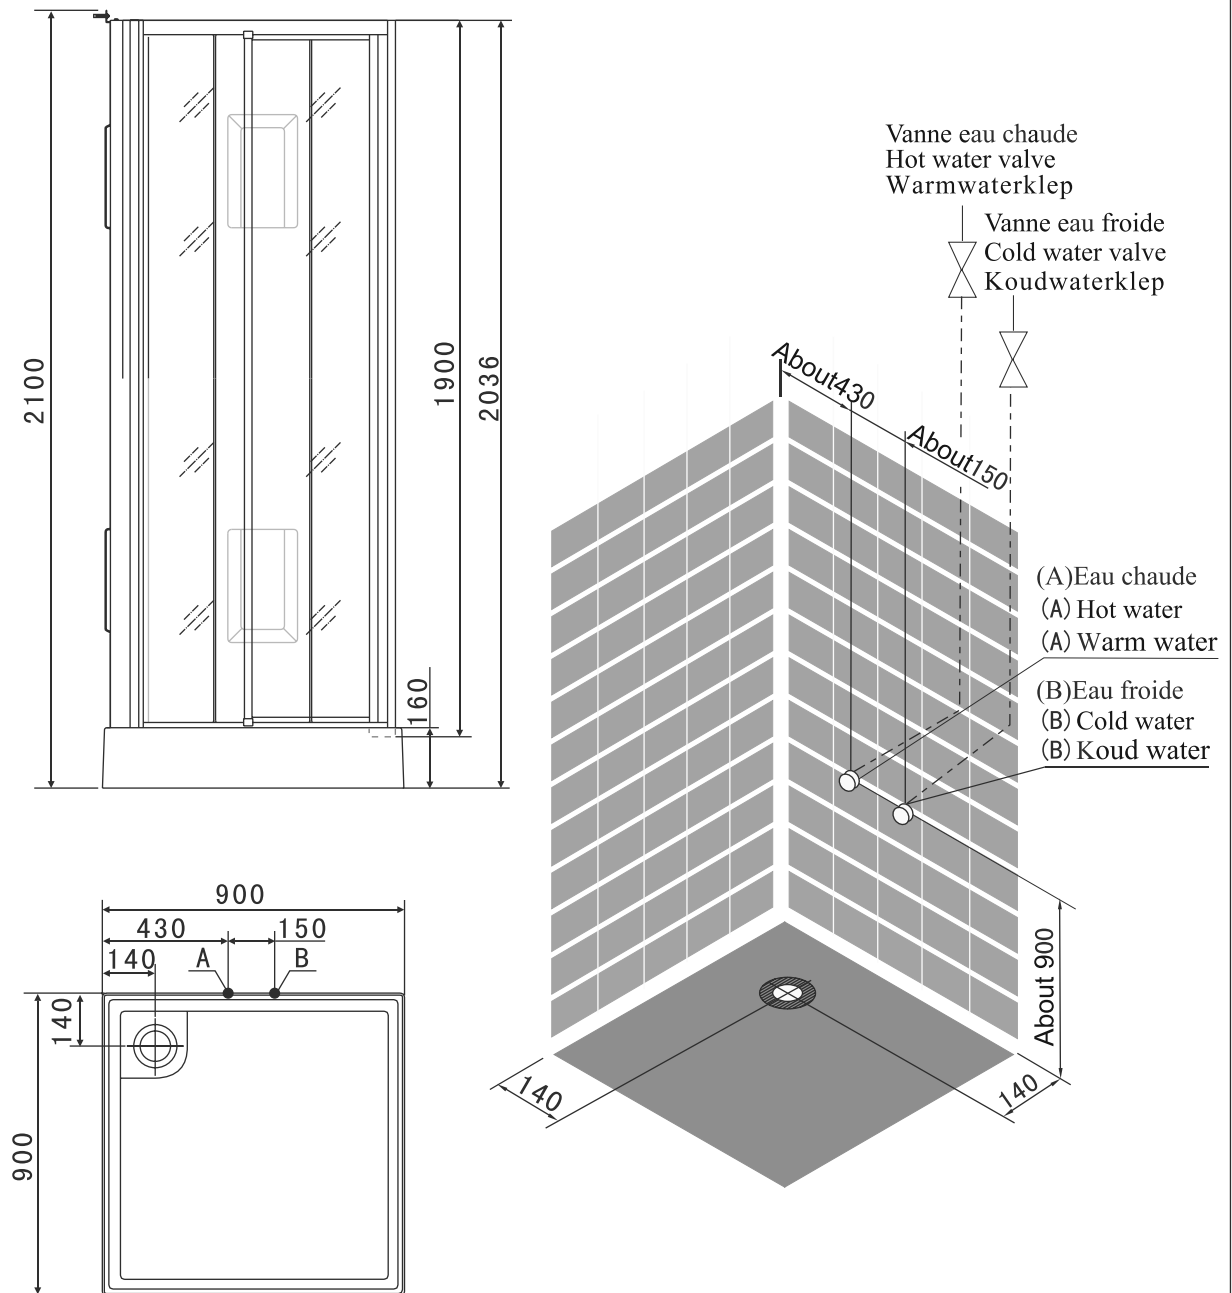 2100
1900
2036
160
900
430
150
140
A
B
140
900
Vanne eau chaude
Hot water valve
Warmwaterklep
Vanne eau froide
Cold water valve
Koudwaterklep
About430
About150
(A)Eau chaude
(A) Hot water
(A) Warm water
(B)Eau froide
(B) Cold water
(B) Koud water
About 900
140
140